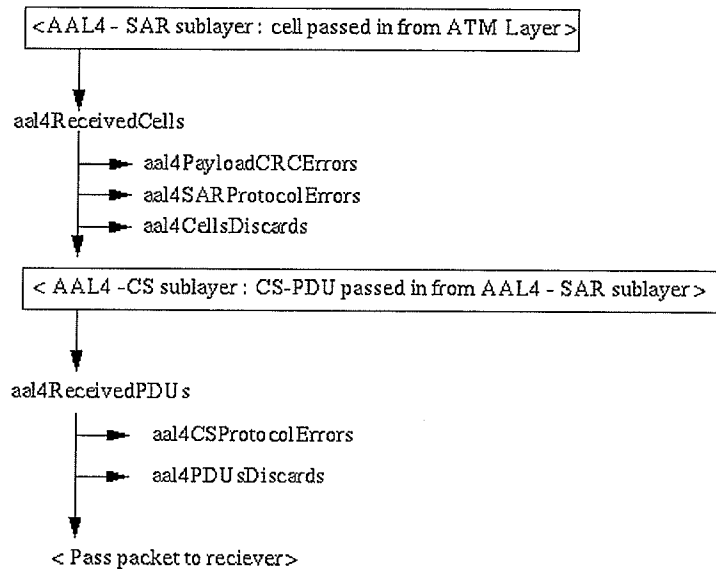 <AAL4 - SAR sublayer : cell passed in from ATM Layer>
aal4ReceivedCells
aal4PayloadCRCErrors
aal4SARProtocolErrors
aal4CellsDiscards
< AAL4 -CS sublayer : CS-PDU passed in from AAL4 - SAR sublayer>
aal4ReceivedPDUs
aal4CSProtocolErrors
aal4PDUsDiscards
< Pass packet to reciever>